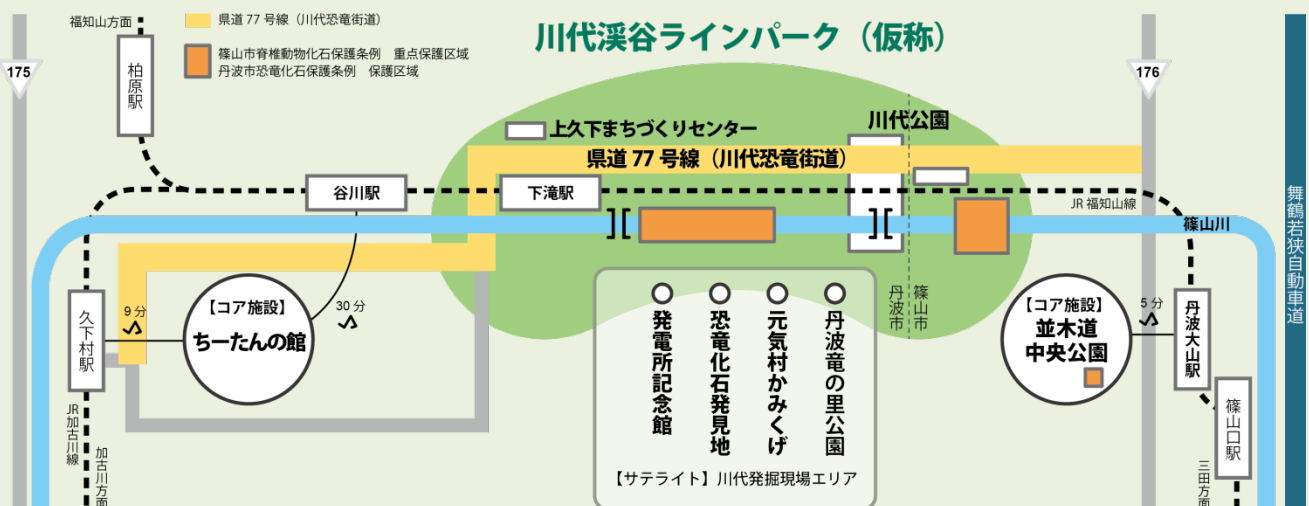 福知山方面
県道 77 号線（川代恐竜街道）
篠山市脊椎動物化石保護条例　重点保護区域
丹波市恐竜化石保護条例　保護区域
川代渓谷ラインパーク（仮称）
175
176
柏原駅
上久下まちづくりセンター
川代公園
県道 77 号線（川代恐竜街道）
谷川駅
下滝駅
JR 福知山線
篠山川
舞鶴若狭自動車道
丹波市
篠山市
久下村駅
9 分
【コア施設】
ちーたんの館
30 分
発電所記念館
恐竜化石発見地
元気村かみくげ
丹波竜の里公園
【サテライト】川代発掘現場エリア
【コア施設】
並木道
中央公園
5 分
丹波大山駅
篠山口駅
JR加古川線
加古川方面
三田方面